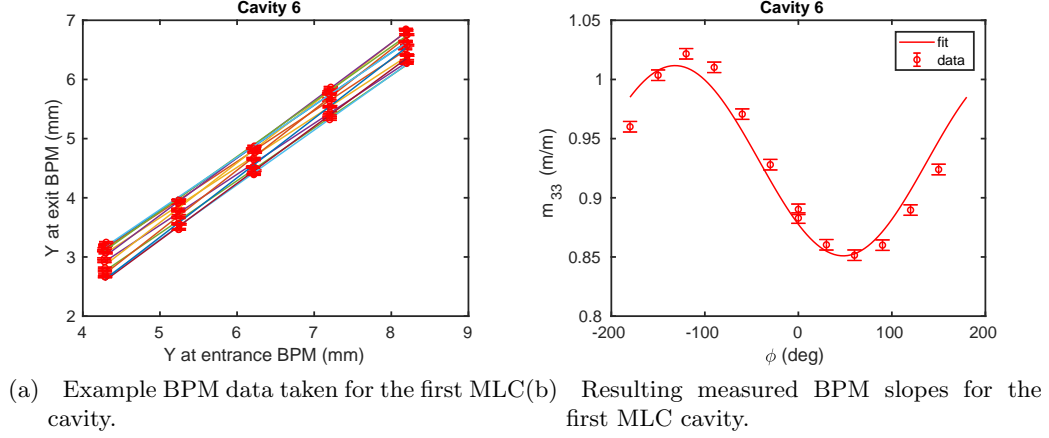 Cavity 6
7
6
5
4
3
2
4
5
6
7
8
9
Y at exit BPM (mm)
Y at entrance BPM (mm)
Cavity 6
1.05
1
0.95
0.9
0.85
0.8
-200
-100
0
100
200
m33 (m/m)
ϕ (deg)
fit
data
(a) Example BPM data taken for the first MLC
cavity.
(b) Resulting measured BPM slopes for the
first MLC cavity.